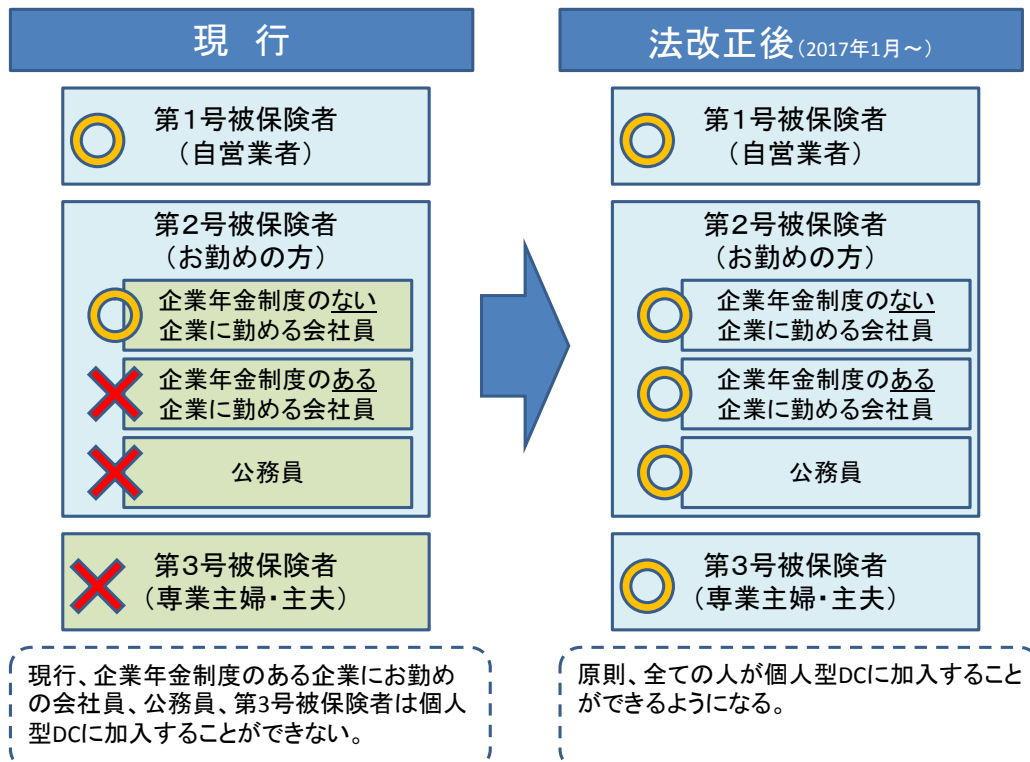 現 行
第１号被保険者
（自営業者）
第２号被保険者
（お勤めの方）
企業年金制度のない
企業に勤める会社員
企業年金制度のある
企業に勤める会社員
公務員
第３号被保険者
（専業主婦・主夫）
現行、企業年金制度のある企業にお勤め
の会社員、公務員、第3号被保険者は個人
型DCに加入することができない。
法改正後（2017年1月～）
第１号被保険者
（自営業者）
第２号被保険者
（お勤めの方）
企業年金制度のない
企業に勤める会社員
企業年金制度のある
企業に勤める会社員
公務員
第３号被保険者
（専業主婦・主夫）
原則、全ての人が個人型DCに加入すること
ができるようになる。